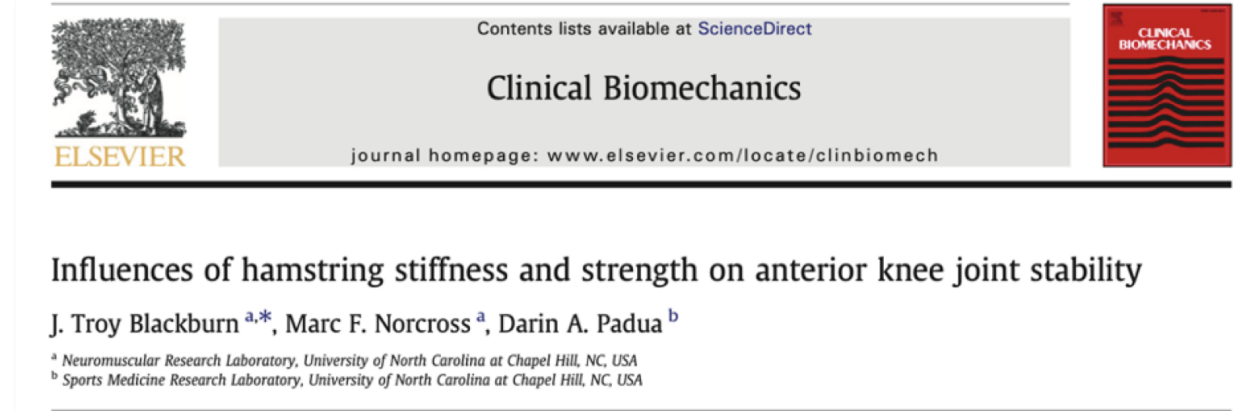 Contents lists available at ScienceDirect
CLINICAL
BIOMECHANICS
Clinical Biomechanics
ELSEVIER
journal homepage: www.elsevier.com/locate/clinbiomech
Influences of hamstring stiffness and strength on anterior knee joint stability
J. Troy Blackburn a,*, Marc F. Norcross a, Darin A. Padua b
a Neuromuscular Research Laboratory, University of North Carolina at Chapel Hill, NC, USA
b Sports Medicine Research Laboratory, University of North Carolina at Chapel Hill, NC, USA